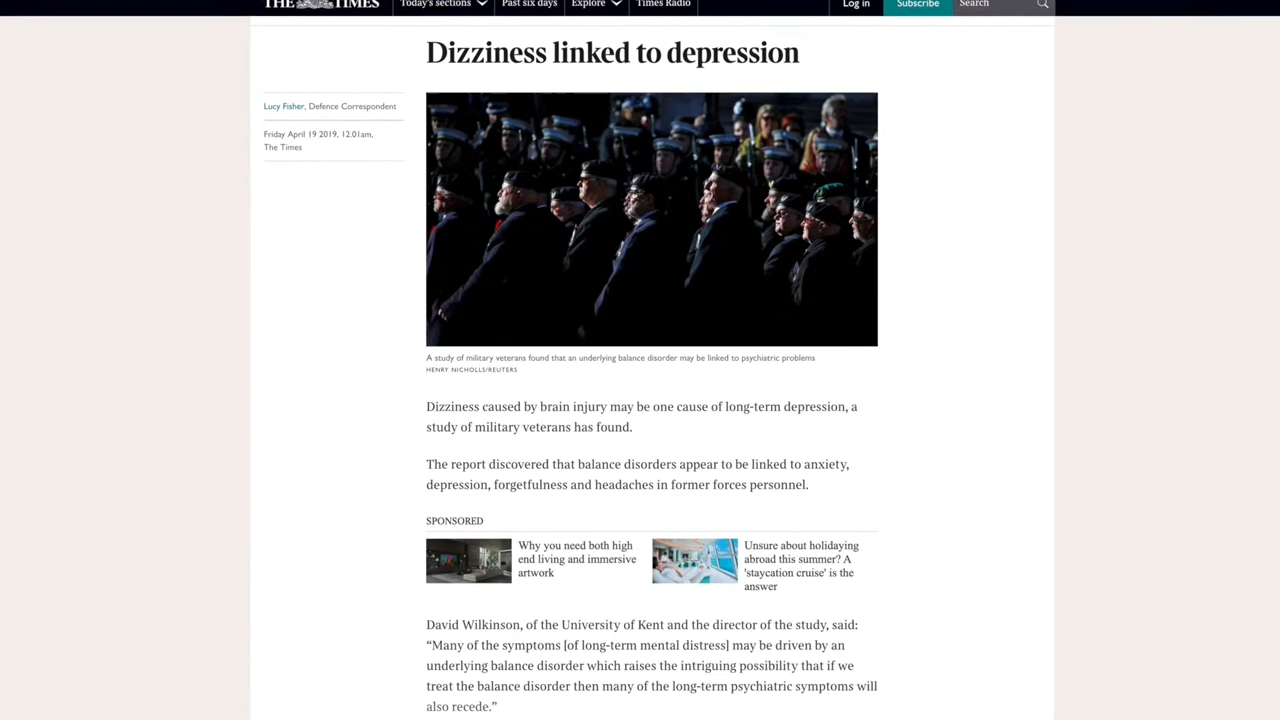 THE TIMES
Today's sections
Past six days
Explore
Times Radio
Log in
Subscribe
Search
Dizziness linked to depression
Lucy Fisher, Defence Correspondent
Friday April 19 2019, 12.01am,
The Times
A study of military veterans found that an underlying balance disorder may be linked to psychiatric problems
HENRY NICHOLLS/REUTERS
Dizziness caused by brain injury may be one cause of long-term depression, a
study of military veterans has found.
The report discovered that balance disorders appear to be linked to anxiety,
depression, forgetfulness and headaches in former forces personnel.
SPONSORED
Why you need both high
end living and immersive
artwork
Unsure about holidaying
abroad this summer? A
'staycation cruise' is the
answer
David Wilkinson, of the University of Kent and the director of the study, said:
“Many of the symptoms [of long-term mental distress] may be driven by an
underlying balance disorder which raises the intriguing possibility that if we
treat the balance disorder then many of the long-term psychiatric symptoms will
also recede.”